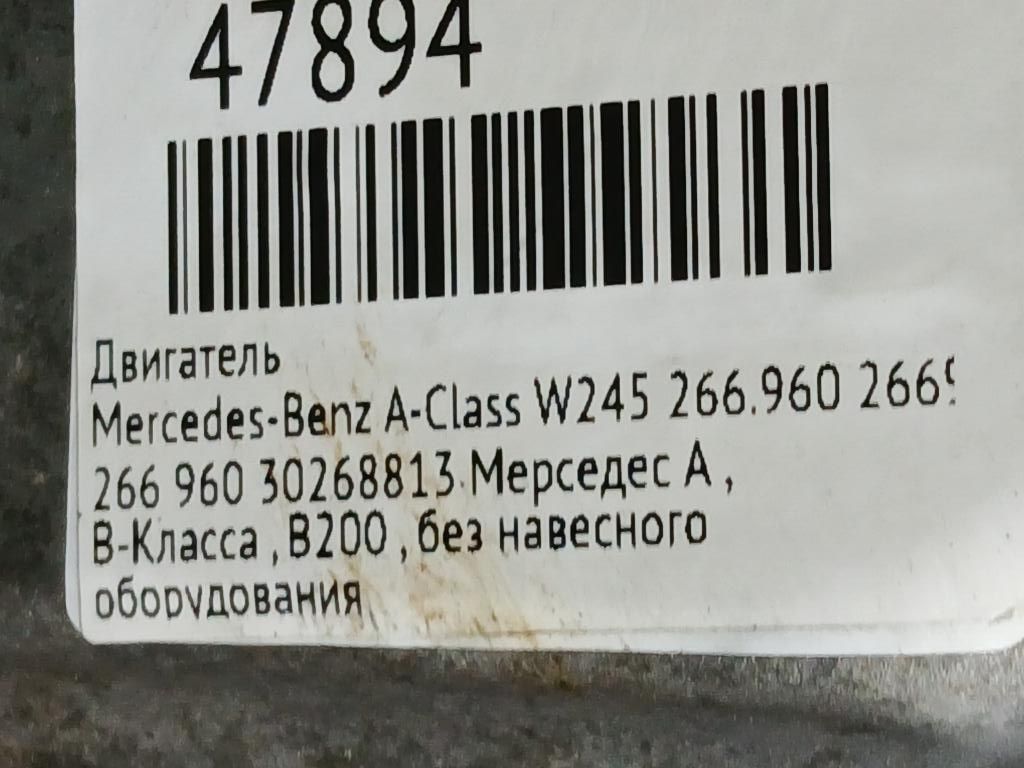 47894
Двигатель
Mercedes-Benz A-Class W245 266.960
266 960 30268813 Мерседес А ,
В-Класса , В200 , без навесного
оборудования